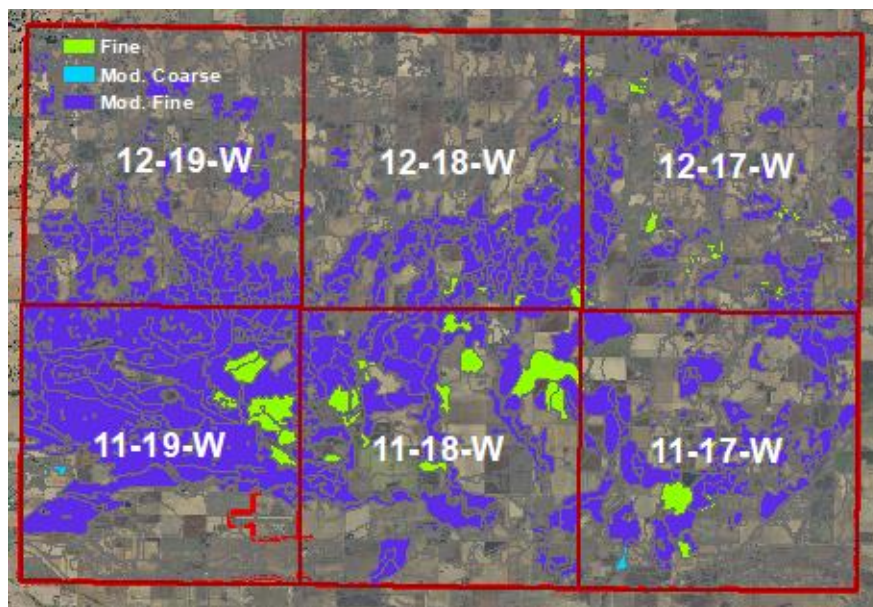 Fine
Mod. Coarse
Mod. Fine
12-19-W
12-18-W
12-17-W
11-19-W
11-18-W
11-17-W